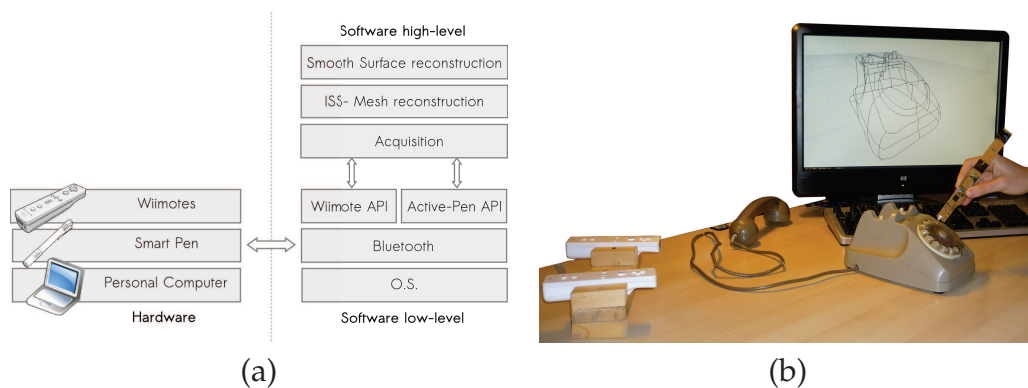 Software high-level
Smooth Surface reconstruction
ISS- Mesh reconstruction
Acquisition
Wiimote API
Active-Pen API
Bluetooth
O.S.
Software low-level
Wiimotes
Smart Pen
Personal Computer
Hardware
(a)
(b)